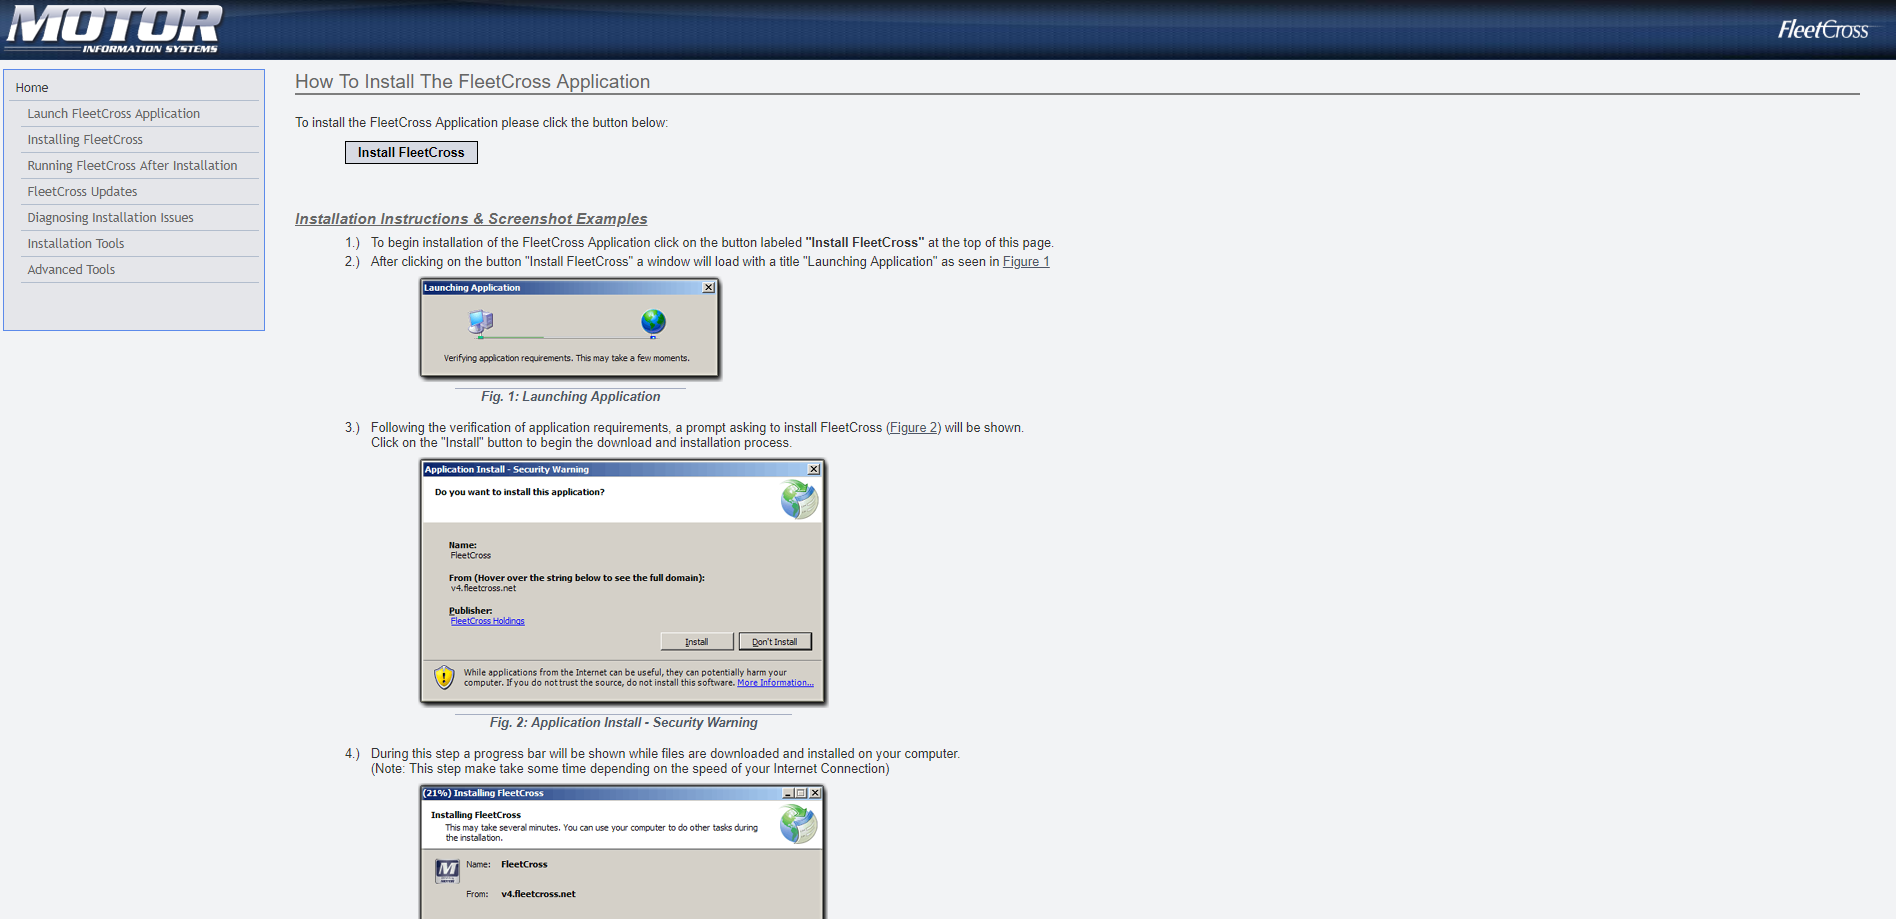 MOTOR
INFORMATION SYSTEMS
FleetCross
Home
Launch FleetCross Application
Installing FleetCross
Running FleetCross After Installation
FleetCross Updates
Diagnosing Installation Issues
Installation Tools
Advanced Tools
How To Install The FleetCross Application
To install the FleetCross Application please click the button below:
Install FleetCross
Installation Instructions & Screenshot Examples
1.) To begin installation of the FleetCross Application click on the button labeled "Install FleetCross" at the top of this page.
2.) After clicking on the button "Install FleetCross" a window will load with a title "Launching Application" as seen in Figure 1
Launching Application
Verifying application requirements. This may take a few moments.
Fig. 1: Launching Application
3.) Following the verification of application requirements, a prompt asking to install FleetCross (Figure 2) will be shown.
Click on the "Install" button to begin the download and installation process.
Application Install - Security Warning
Do you want to install this application?
Name:
FleetCross
From (Hover over the string below to see the full domain):
v4.fleetcross.net
Publisher:
FleetCross Holdings
Install
Don't Install
While applications from the Internet can be useful, they can potentially harm your
computer. If you do not trust the source, do not install this software. More Information...
Fig. 2: Application Install - Security Warning
4.) During this step a progress bar will be shown while files are downloaded and installed on your computer.
(Note: This step make take some time depending on the speed of your Internet Connection)
(21%) Installing FleetCross
Installing FleetCross
This may take several minutes. You can use your computer to do other tasks during
the installation.
M
Name: FleetCross
From: v4.fleetcross.net